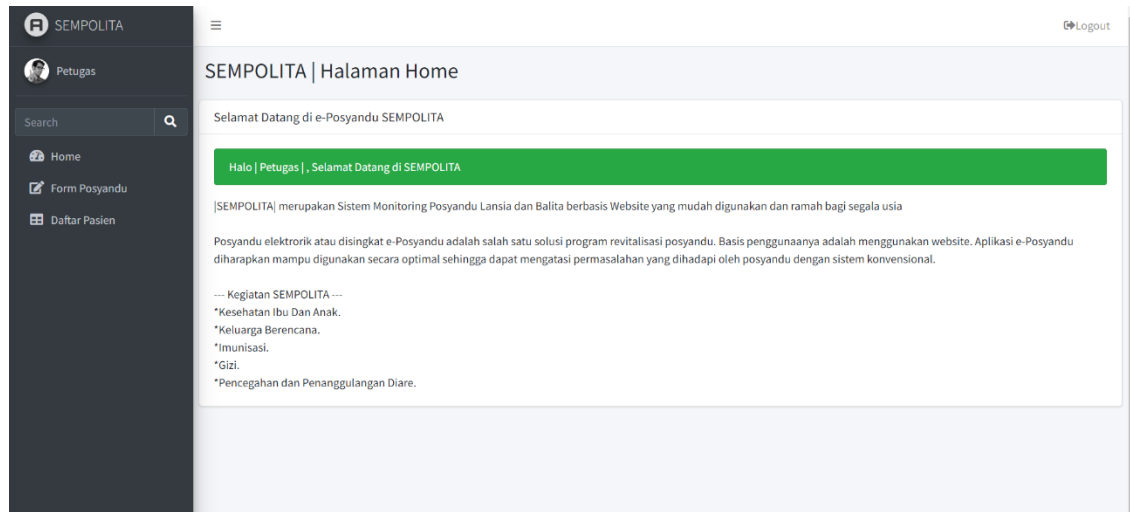 SEMPOLITA
Logout
Petugas
SEMPOLITA | Halaman Home
Search
Home
Form Posyandu
Daftar Pasien
Selamat Datang di e-Posyandu SEMPOLITA
Halo | Petugas | , Selamat Datang di SEMPOLITA
|SEMPOLITA| merupakan Sistem Monitoring Posyandu Lansia dan Balita berbasis Website yang mudah digunakan dan ramah bagi segala usia
Posyandu elektrorik atau disingkat e-Posyandu adalah salah satu solusi program revitalisasi posyandu. Basis penggunaanya adalah menggunakan website. Aplikasi e-Posyandu
diharapkan mampu digunakan secara optimal sehingga dapat mengatasi permasalahan yang dihadapi oleh posyandu dengan sistem konvensional.
--- Kegiatan SEMPOLITA ---
*Kesehatan Ibu Dan Anak.
*Keluarga Berencana.
*Imunisasi.
*Gizi.
*Pencegahan dan Penanggulangan Diare.